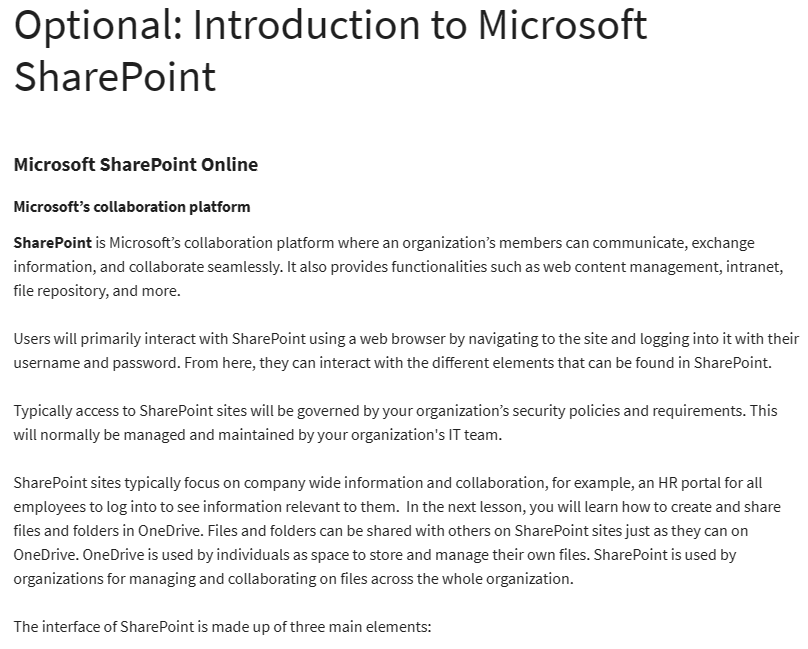 Optional: Introduction to Microsoft
SharePoint
Microsoft SharePoint Online
Microsoft’s collaboration platform
SharePoint is Microsoft’s collaboration platform where an organization’s members can communicate, exchange
information, and collaborate seamlessly. It also provides functionalities such as web content management, intranet,
file repository, and more.
Users will primarily interact with SharePoint using a web browser by navigating to the site and logging into it with their
username and password. From here, they can interact with the different elements that can be found in SharePoint.
Typically access to SharePoint sites will be governed by your organization’s security policies and requirements. This
will normally be managed and maintained by your organization's IT team.
SharePoint sites typically focus on company wide information and collaboration, for example, an HR portal for all
employees to log into to see information relevant to them.  In the next lesson, you will learn how to create and share
files and folders in OneDrive. Files and folders can be shared with others on SharePoint sites just as they can on
OneDrive. OneDrive is used by individuals as space to store and manage their own files. SharePoint is used by
organizations for managing and collaborating on files across the whole organization.
The interface of SharePoint is made up of three main elements: